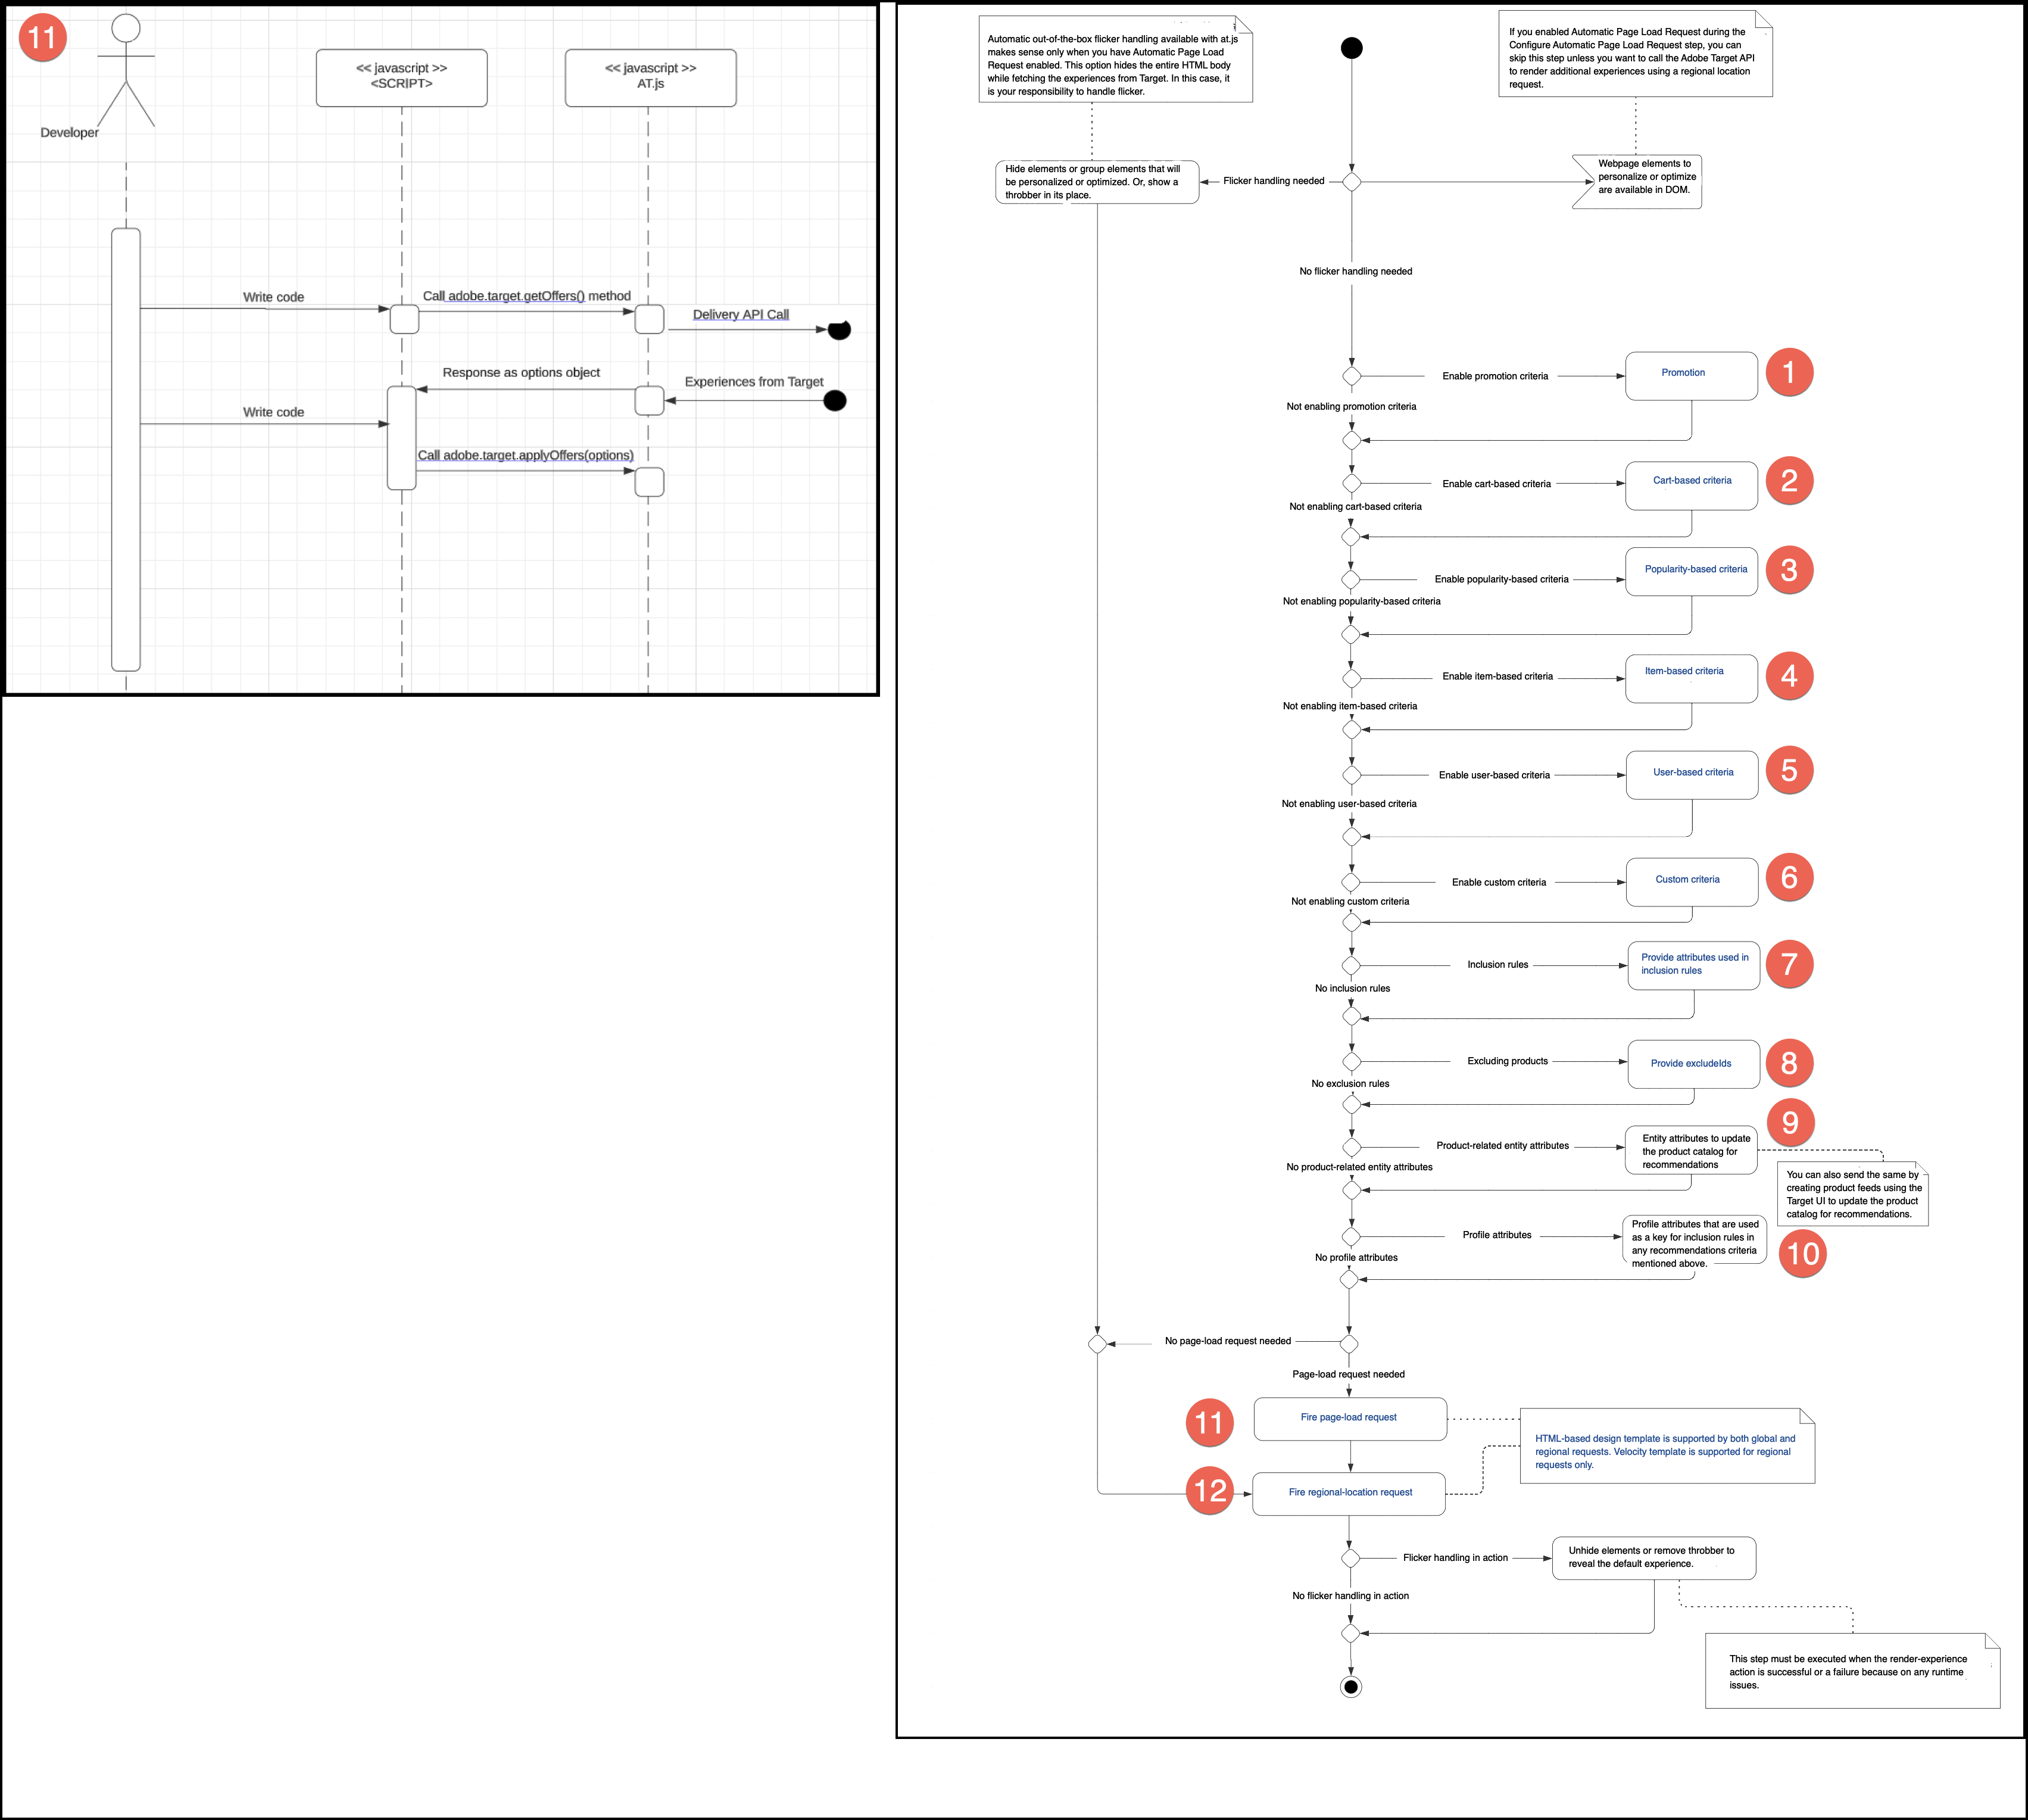 11
Developer
<< javascript >>
<SCRIPT>
<< javascript >>
AT.js
Write code
Call adobe.target.getOffers() method
Delivery API Call
Response as options object
Experiences from Target
Write code
Call adobe.target.applyOffers(options)
Automatic out-of-the-box flicker handling available with at.js
makes sense only when you have Automatic Page Load
Request enabled. This option hides the entire HTML body
while fetching the experiences from Target. In this case, it
is your responsibility to handle flicker.
If you enabled Automatic Page Load Request during the
Configure Automatic Page Load Request step, you can
skip this step unless you want to call the Adobe Target API
to render additional experiences using a regional location
request.
Hide elements or group elements that will
be personalized or optimized. Or, show a
throbber in its place.
Flicker handling needed
Webpage elements to
personalize or optimize
are available in DOM.
No flicker handling needed
Enable promotion criteria
Promotion
1
Not enabling promotion criteria
Enable cart-based criteria
Cart-based criteria
2
Not enabling cart-based criteria
Enable popularity-based criteria
Popularity-based criteria
3
Not enabling popularity-based criteria
Enable item-based criteria
Item-based criteria
4
Not enabling item-based criteria
Enable user-based criteria
User-based criteria
5
Not enabling user-based criteria
Enable custom criteria
Custom criteria
6
Not enabling custom criteria
Inclusion rules
Provide attributes used in
inclusion rules
7
No inclusion rules
Excluding products
Provide excludeIds
8
No exclusion rules
9
Product-related entity attributes
Entity attributes to update
the product catalog for
recommendations
No product-related entity attributes
You can also send the same by
creating product feeds using the
Target UI to update the product
catalog for recommendations.
Profile attributes
Profile attributes that are used
as a key for inclusion rules in
any recommendations criteria
mentioned above.
10
No profile attributes
No page-load request needed
Page-load request needed
11
Fire page-load request
HTML-based design template is supported by both global and
regional requests. Velocity template is supported for regional
requests only.
12
Fire regional-location request
Flicker handling in action
Unhide elements or remove throbber to
reveal the default experience.
No flicker handling in action
This step must be executed when the render-experience
action is successful or a failure because on any runtime
issues.